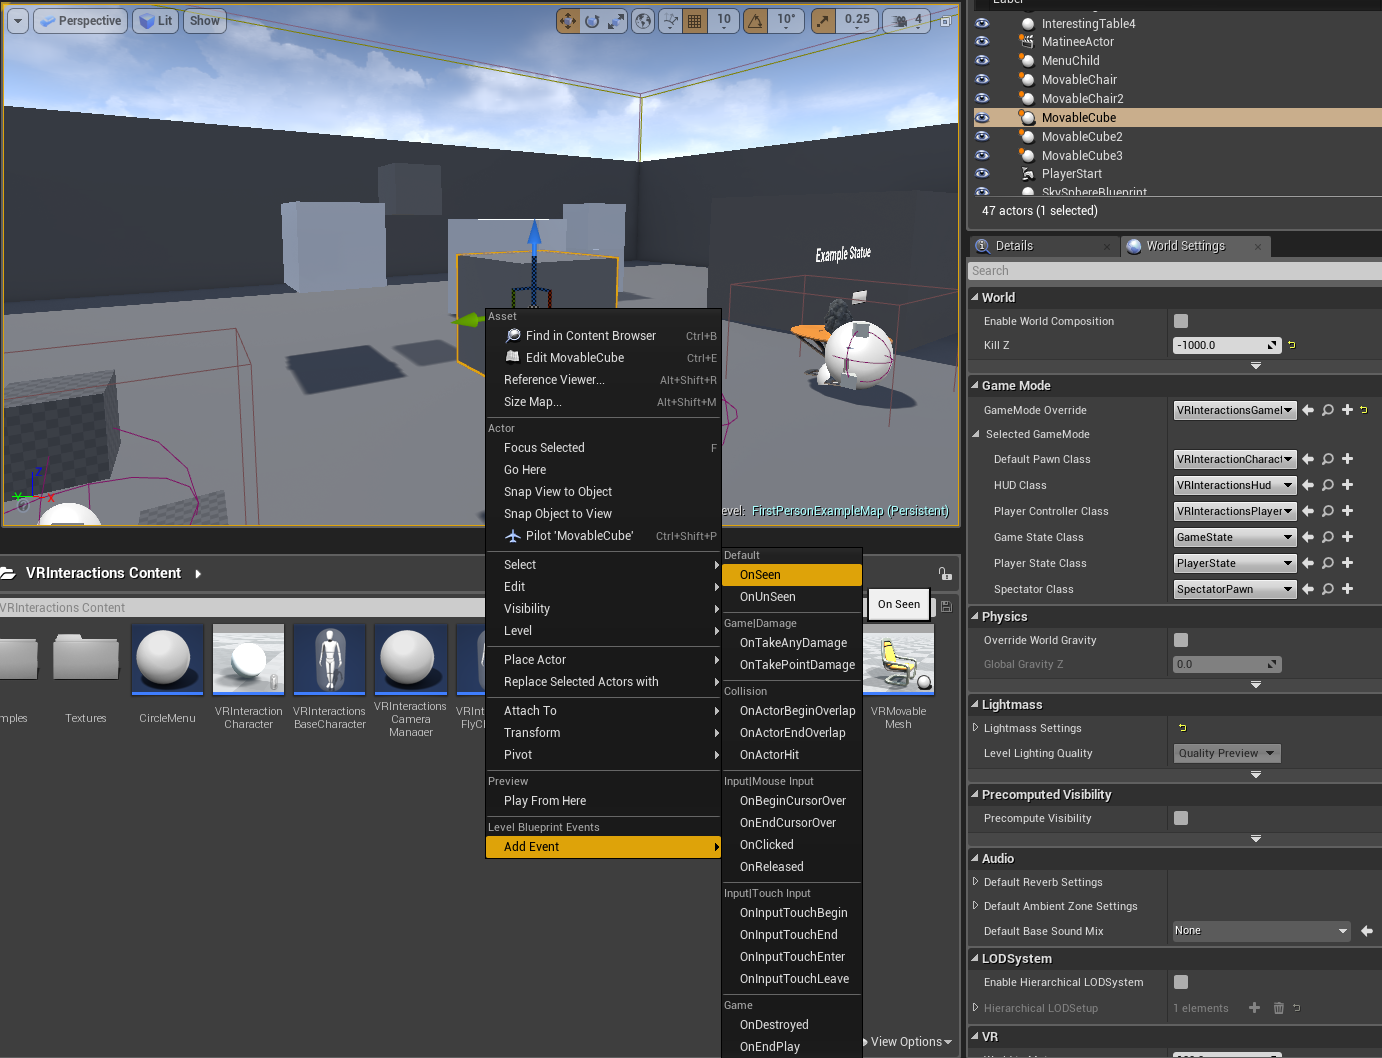 Perspective
Lit
Show
10
10°
0.25
4
Label
InterestingTable4
MatineeActor
MenuChild
MovableChair
MovableChair2
MovableCube
MovableCube2
MovableCube3
PlayerStart
SkySphereBlueprint
47 actors (1 selected)
Example Statue
Z
Y
X
evel: FirstPersonExampleMap (Persistent)
Details
World Settings
Search
World
Enable World Composition
Kill Z
-1000.0
Game Mode
GameMode Override
VRInteractionsGameI
Selected GameMode
Default Pawn Class
VRInteractionCharact
HUD Class
VRInteractionsHud
Player Controller Class
VRInteractionsPlayer
Game State Class
GameState
Player State Class
PlayerState
Spectator Class
SpectatorPawn
Physics
Override World Gravity
Global Gravity Z
0.0
Lightmass
Lightmass Settings
Level Lighting Quality
Quality Preview
Precomputed Visibility
Precompute Visibility
Audio
Default Reverb Settings
Default Ambient Zone Settings
Default Base Sound Mix
None
LODSystem
Enable Hierarchical LODSystem
Hierarchical LODSetup
1 elements
VR
Asset
Find in Content Browser Ctrl+B
Edit MovableCube Ctrl+E
Reference Viewer... Alt+Shift+R
Size Map... Alt+Shift+M
Actor
Focus Selected F
Go Here
Snap View to Object
Snap Object to View
Pilot 'MovableCube' Ctrl+Shift+P
Select
Edit
Visibility
Level
Place Actor
Replace Selected Actors with
Attach To
Transform
Pivot
Preview
Play From Here
Level Blueprint Events
Add Event
Default
OnSeen
OnUnSeen
Game|Damage
OnTakeAnyDamage
OnTakePointDamage
Collision
OnActorBeginOverlap
OnActorEndOverlap
OnActorHit
Input|Mouse Input
OnBeginCursorOver
OnEndCursorOver
OnClicked
OnReleased
Input|Touch Input
OnInputTouchBegin
OnInputTouchEnd
OnInputTouchEnter
OnInputTouchLeave
Game
OnDestroyed
OnEndPlay
On Seen
VRInteractions Content
VRInteractions Content
mples
Textures
CircleMenu
VRInteraction
Character
VRInteractions
BaseCharacter
VRInteractions
Camera
Manager
VRInt
FlyCl
VRMovable
Mesh
View Options